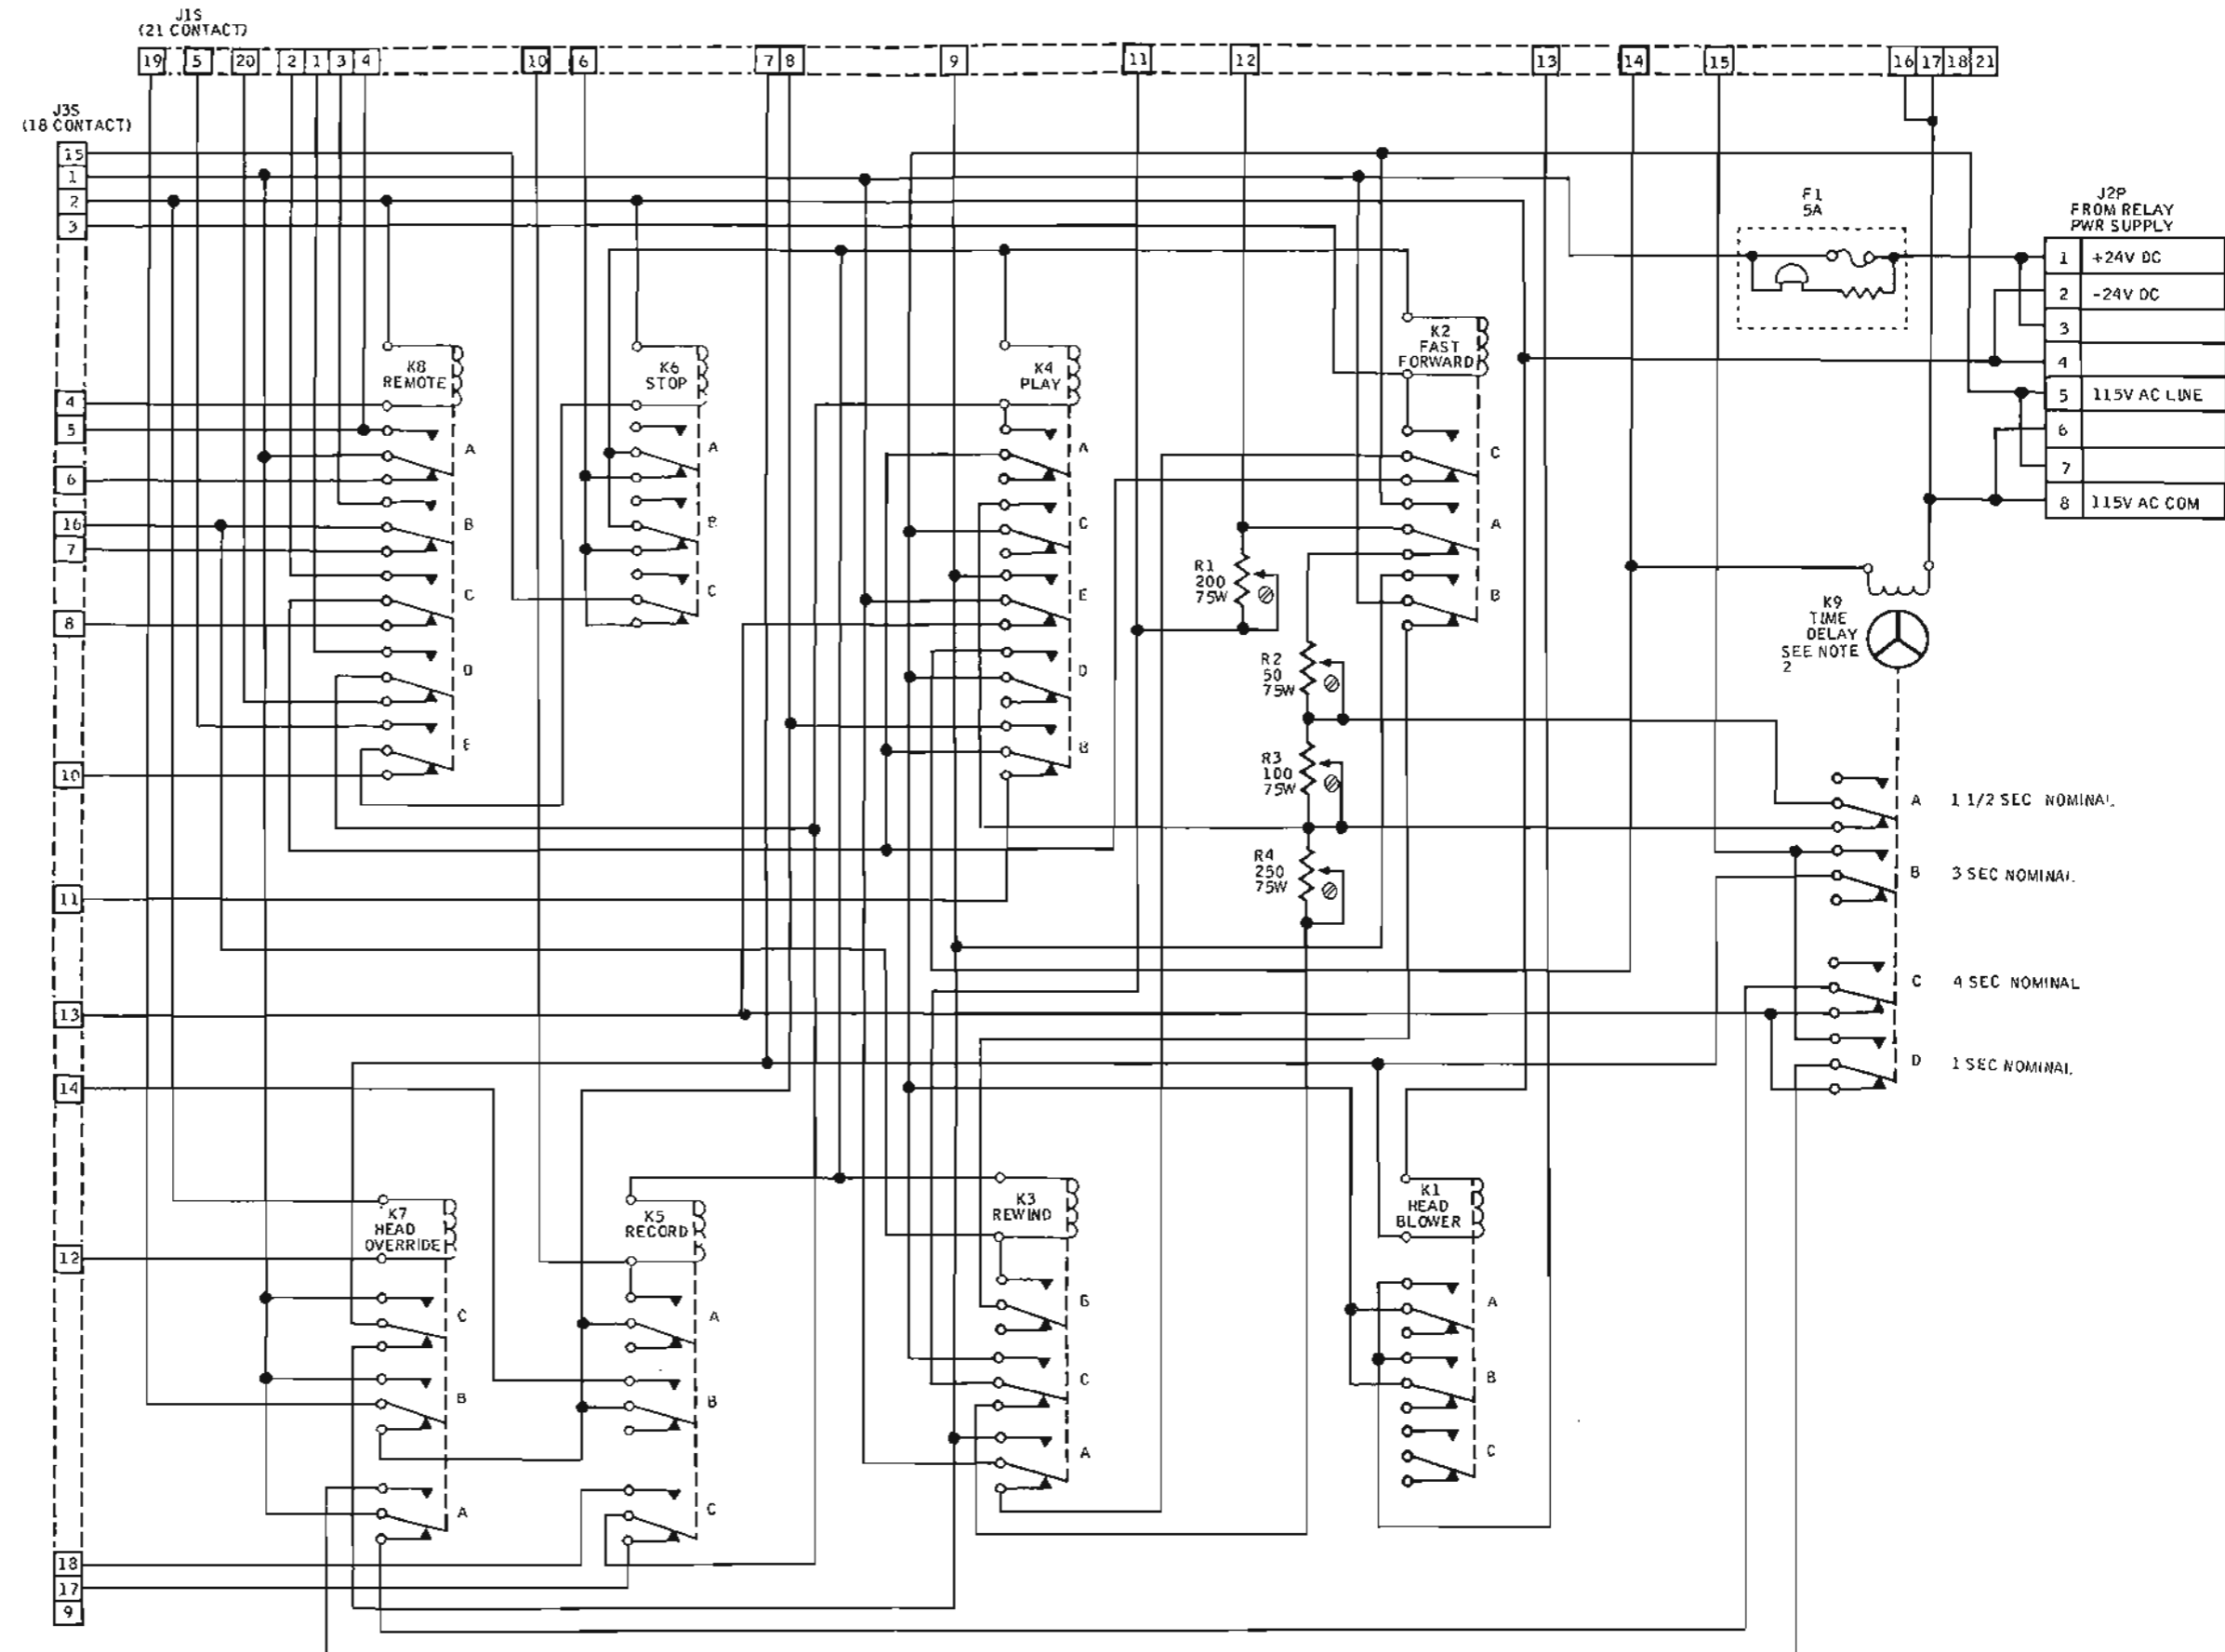 J1S
(21 CONTACT)
19 5 20 2 1 3 4 10 6 7 8 9 11 12 13 14 15 16 17 18 21
J3S
(18 CONTACT)
15
1
2
3
4
5
6
16
7
8
10
11
13
14
12
18
17
9
F1
5A
J2P
FROM RELAY
PWR SUPPLY
1 +24V DC
2 -24V DC
3
4
5 115V AC LINE
6
7
8 115V AC COM
K8
REMOTE
A
B
C
D
E
K6
STOP
A
B
C
K4
PLAY
A
C
E
D
B
K2
FAST
FORWARD
C
A
B
R1
200
75W
R2
50
75W
R3
100
75W
R4
250
75W
K9
TIME
DELAY
SEE NOTE
2
A 1 1/2 SEC NOMINAL
B 3 SEC NOMINAL
C 4 SEC NOMINAL
D 1 SEC NOMINAL
K7
HEAD
OVERRIDE
C
B
A
K5
RECORD
A
B
C
K3
REWIND
B
C
A
K1
HEAD
BLOWER
A
B
C